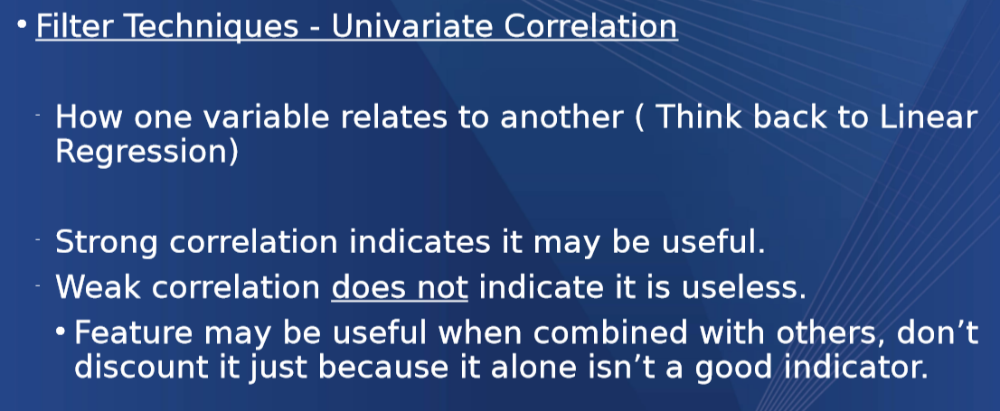 • Filter Techniques - Univariate Correlation
- How one variable relates to another ( Think back to Linear
Regression)
- Strong correlation indicates it may be useful.
- Weak correlation does not indicate it is useless.
• Feature may be useful when combined with others, don’t
discount it just because it alone isn’t a good indicator.